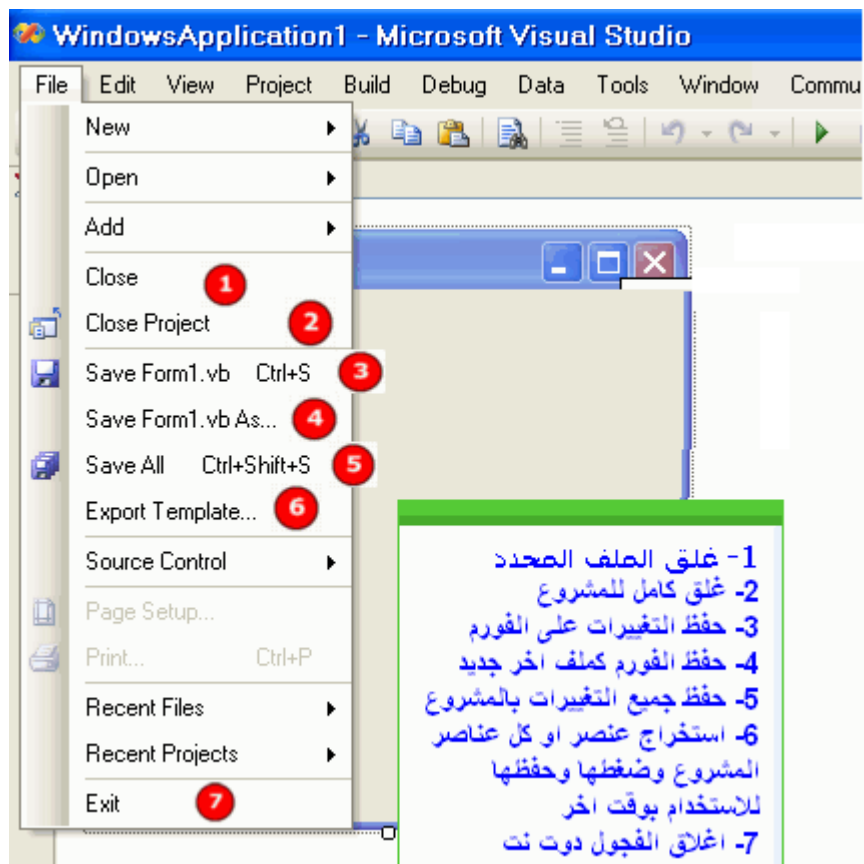 WindowsApplication1 - Microsoft Visual Studio
File Edit View Project Build Debug Data Tools Window Commu
New
Open
Add
Close 1
Close Project 2
Save Form1.vb Ctrl+S 3
Save Form1.vb As... 4
Save All Ctrl+Shift+S 5
Export Template... 6
Source Control
Page Setup...
Print... Ctrl+P
Recent Files
Recent Projects
Exit 7
1- غلق الملف المحدد
2- غلق كامل للمشروع
3- حفظ التغييرات على الفورم
4- حفظ الفورم كملف اخر جديد
5- حفظ جميع التغييرات بالمشروع
6- استخراج عنصر او كل عناصر
المشروع وضغطها وحفظها
للاستخدام بوقت اخر
7- اغلاق الفجول دوت نت